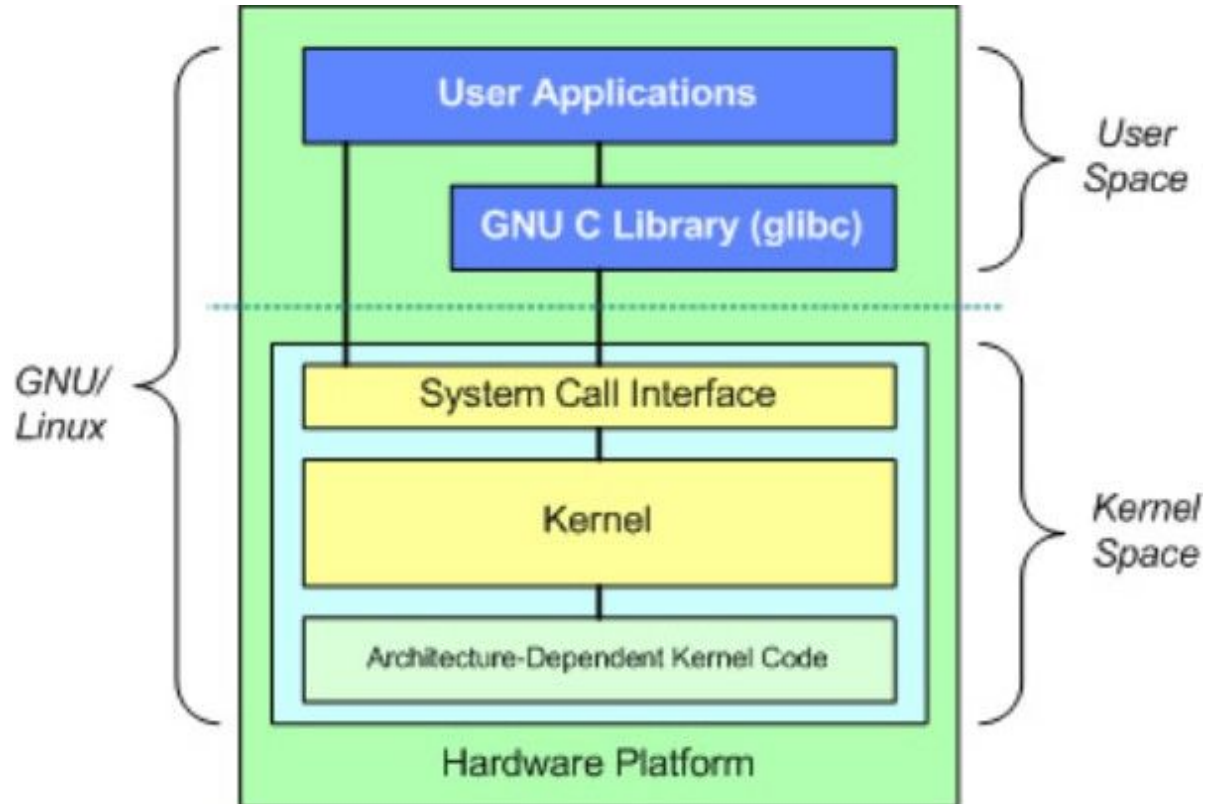 User Applications
User
Space
GNU C Library (glibc)
GNU/
Linux
System Call Interface
Kernel
Kernel
Space
Architecture-Dependent Kernel Code
Hardware Platform